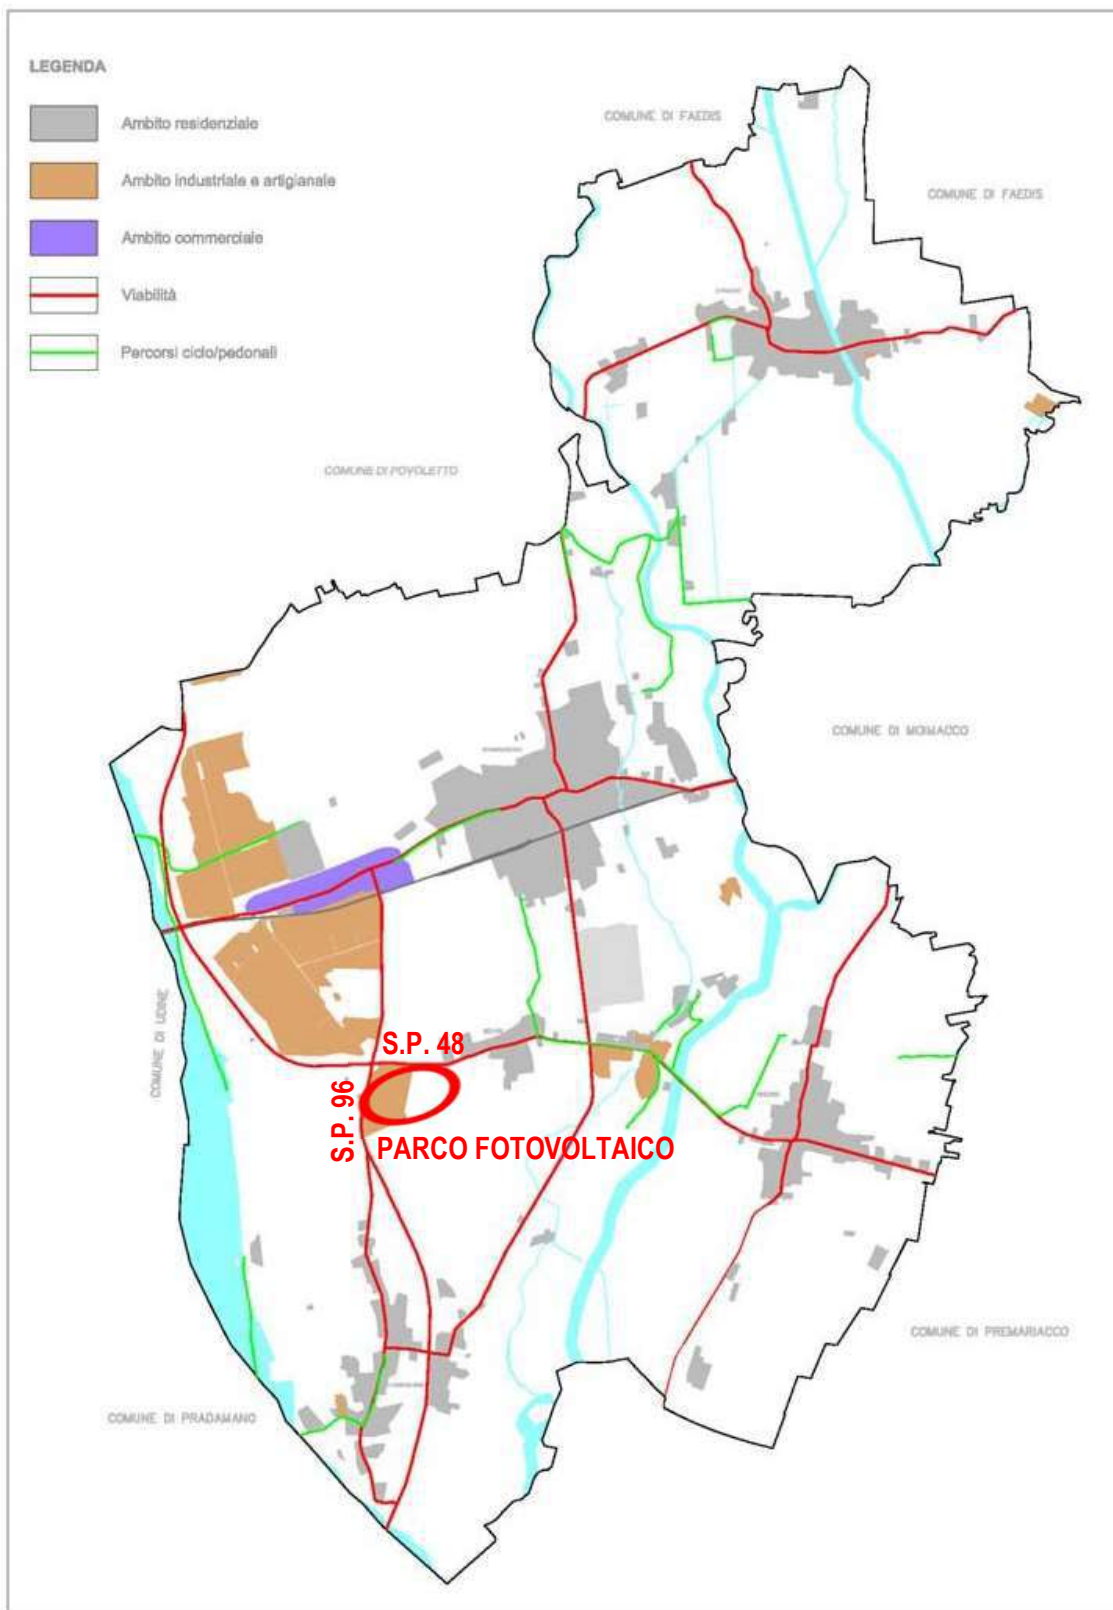 LEGENDA
Ambito residenziale
Ambito industriale e artigianale
Ambito commerciale
Viabilità
Percorsi ciclo/pedonali
COMUNE DI FAEDIS
COMUNE DI FAEDIS
COMUNE DI POVOLETTO
COMUNE DI MOIMACCO
COMUNE DI UDINE
S.P. 48
S.P. 96
PARCO FOTOVOLTAICO
COMUNE DI PREMARIACCO
COMUNE DI PRADAMANO